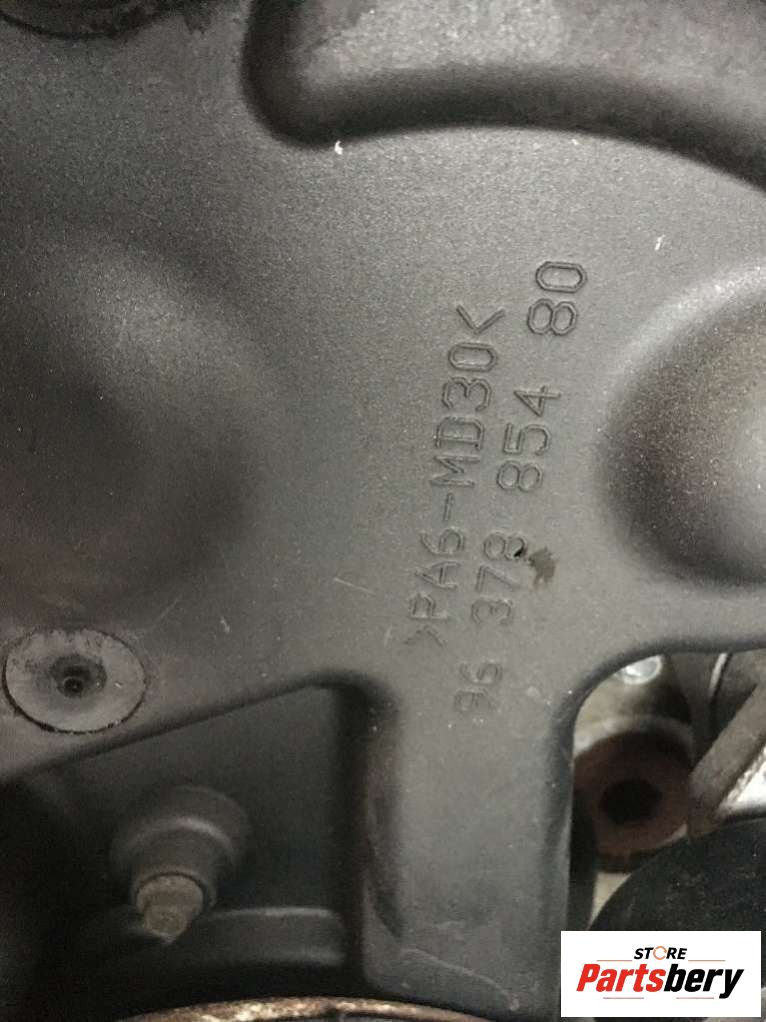 >PA6-MD30<
96 378 854 80
STORE
Partsbery